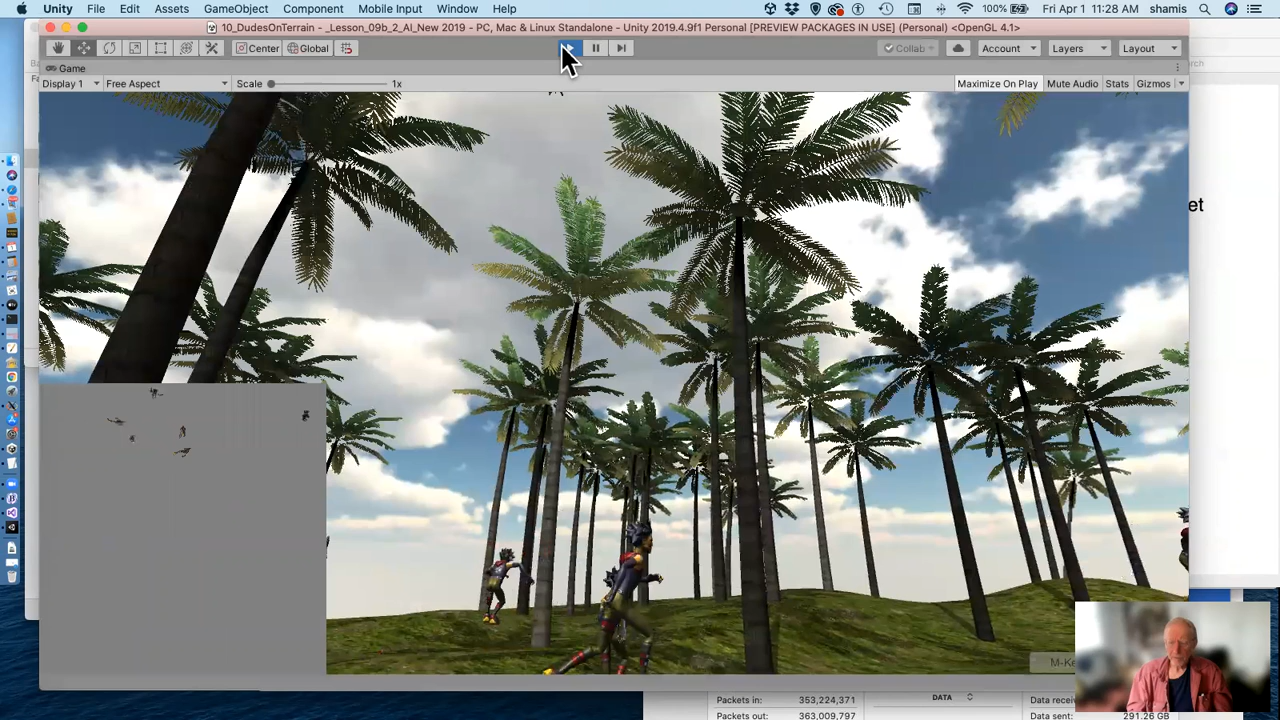 Unity File Edit Assets GameObject Component Mobile Input Window Help 100% Fri Apr 1 11:28 AM shamis
10_DudesOnTerrain - _Lesson_09b_2_AI_New 2019 - PC, Mac & Linux Standalone - Unity 2019.4.9f1 Personal [PREVIEW PACKAGES IN USE] (Personal) <OpenGL 4.1>
Center Global Collab Account Layers Layout
Game
Display 1 Free Aspect Scale 1x Maximize On Play Mute Audio Stats Gizmos
et
Packets in: 353,224,371 DATA
Packets out: 363,009,797 Data sent: 291.26 GB